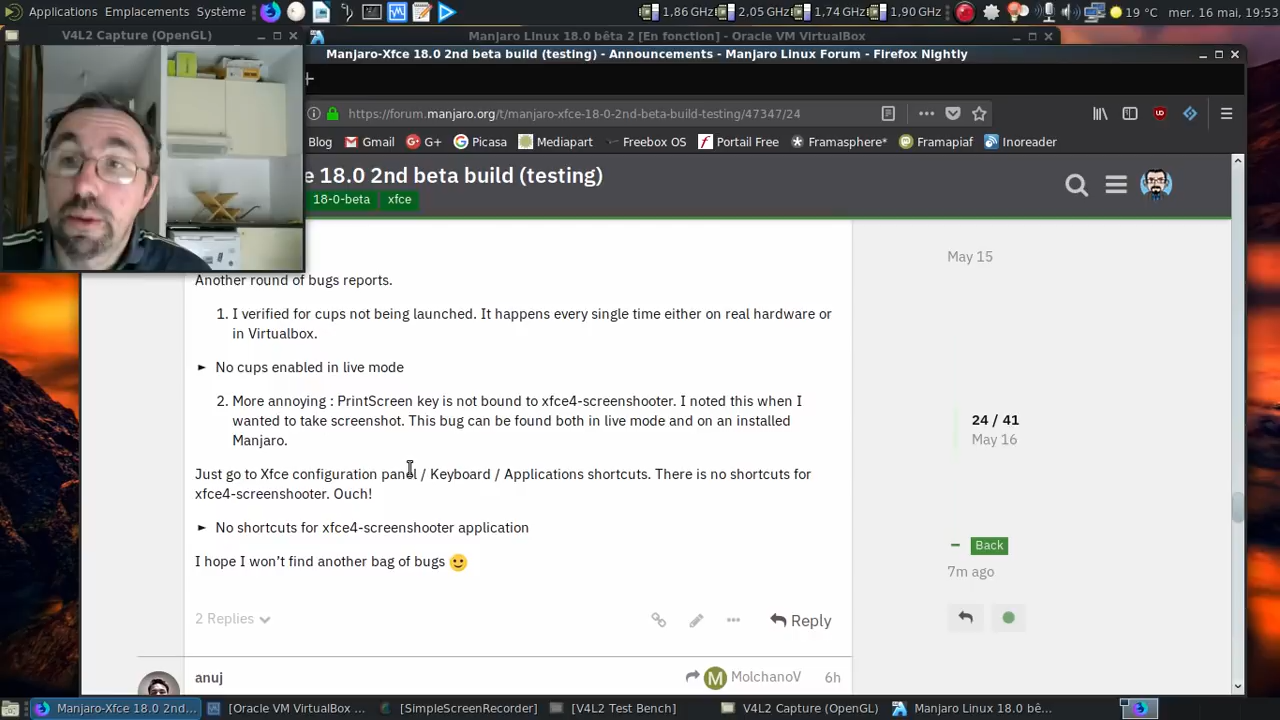 Applications Emplacements Système
1,86 GHz 2,05 GHz 1,74 GHz 1,90 GHz 19 °C mer. 16 mai, 19:53
V4L2 Capture (OpenGL)
Manjaro Linux 18.0 bêta 2 [En fonction] - Oracle VM VirtualBox
Manjaro-Xfce 18.0 2nd beta build (testing) - Announcements - Manjaro Linux Forum - Firefox Nightly
https://forum.manjaro.org/t/manjaro-xfce-18-0-2nd-beta-build-testing/47347/24
Blog Gmail G+ Picasa Mediapart Freebox OS Portail Free Framasphere* Framapiaf Inoreader
e 18.0 2nd beta build (testing)
18-0-beta xfce
May 15
Another round of bugs reports.
1. I verified for cups not being launched. It happens every single time either on real hardware or
in Virtualbox.
► No cups enabled in live mode
2. More annoying : PrintScreen key is not bound to xfce4-screenshooter. I noted this when I
wanted to take screenshot. This bug can be found both in live mode and on an installed
Manjaro.
24 / 41
May 16
Just go to Xfce configuration panel / Keyboard / Applications shortcuts. There is no shortcuts for
xfce4-screenshooter. Ouch!
► No shortcuts for xfce4-screenshooter application
I hope I won’t find another bag of bugs
Back
7m ago
2 Replies
Reply
anuj
M MolchanoV 6h
Manjaro-Xfce 18.0 2nd... [Oracle VM VirtualBox ... [SimpleScreenRecorder] [V4L2 Test Bench] V4L2 Capture (OpenGL) Manjaro Linux 18.0 bê...